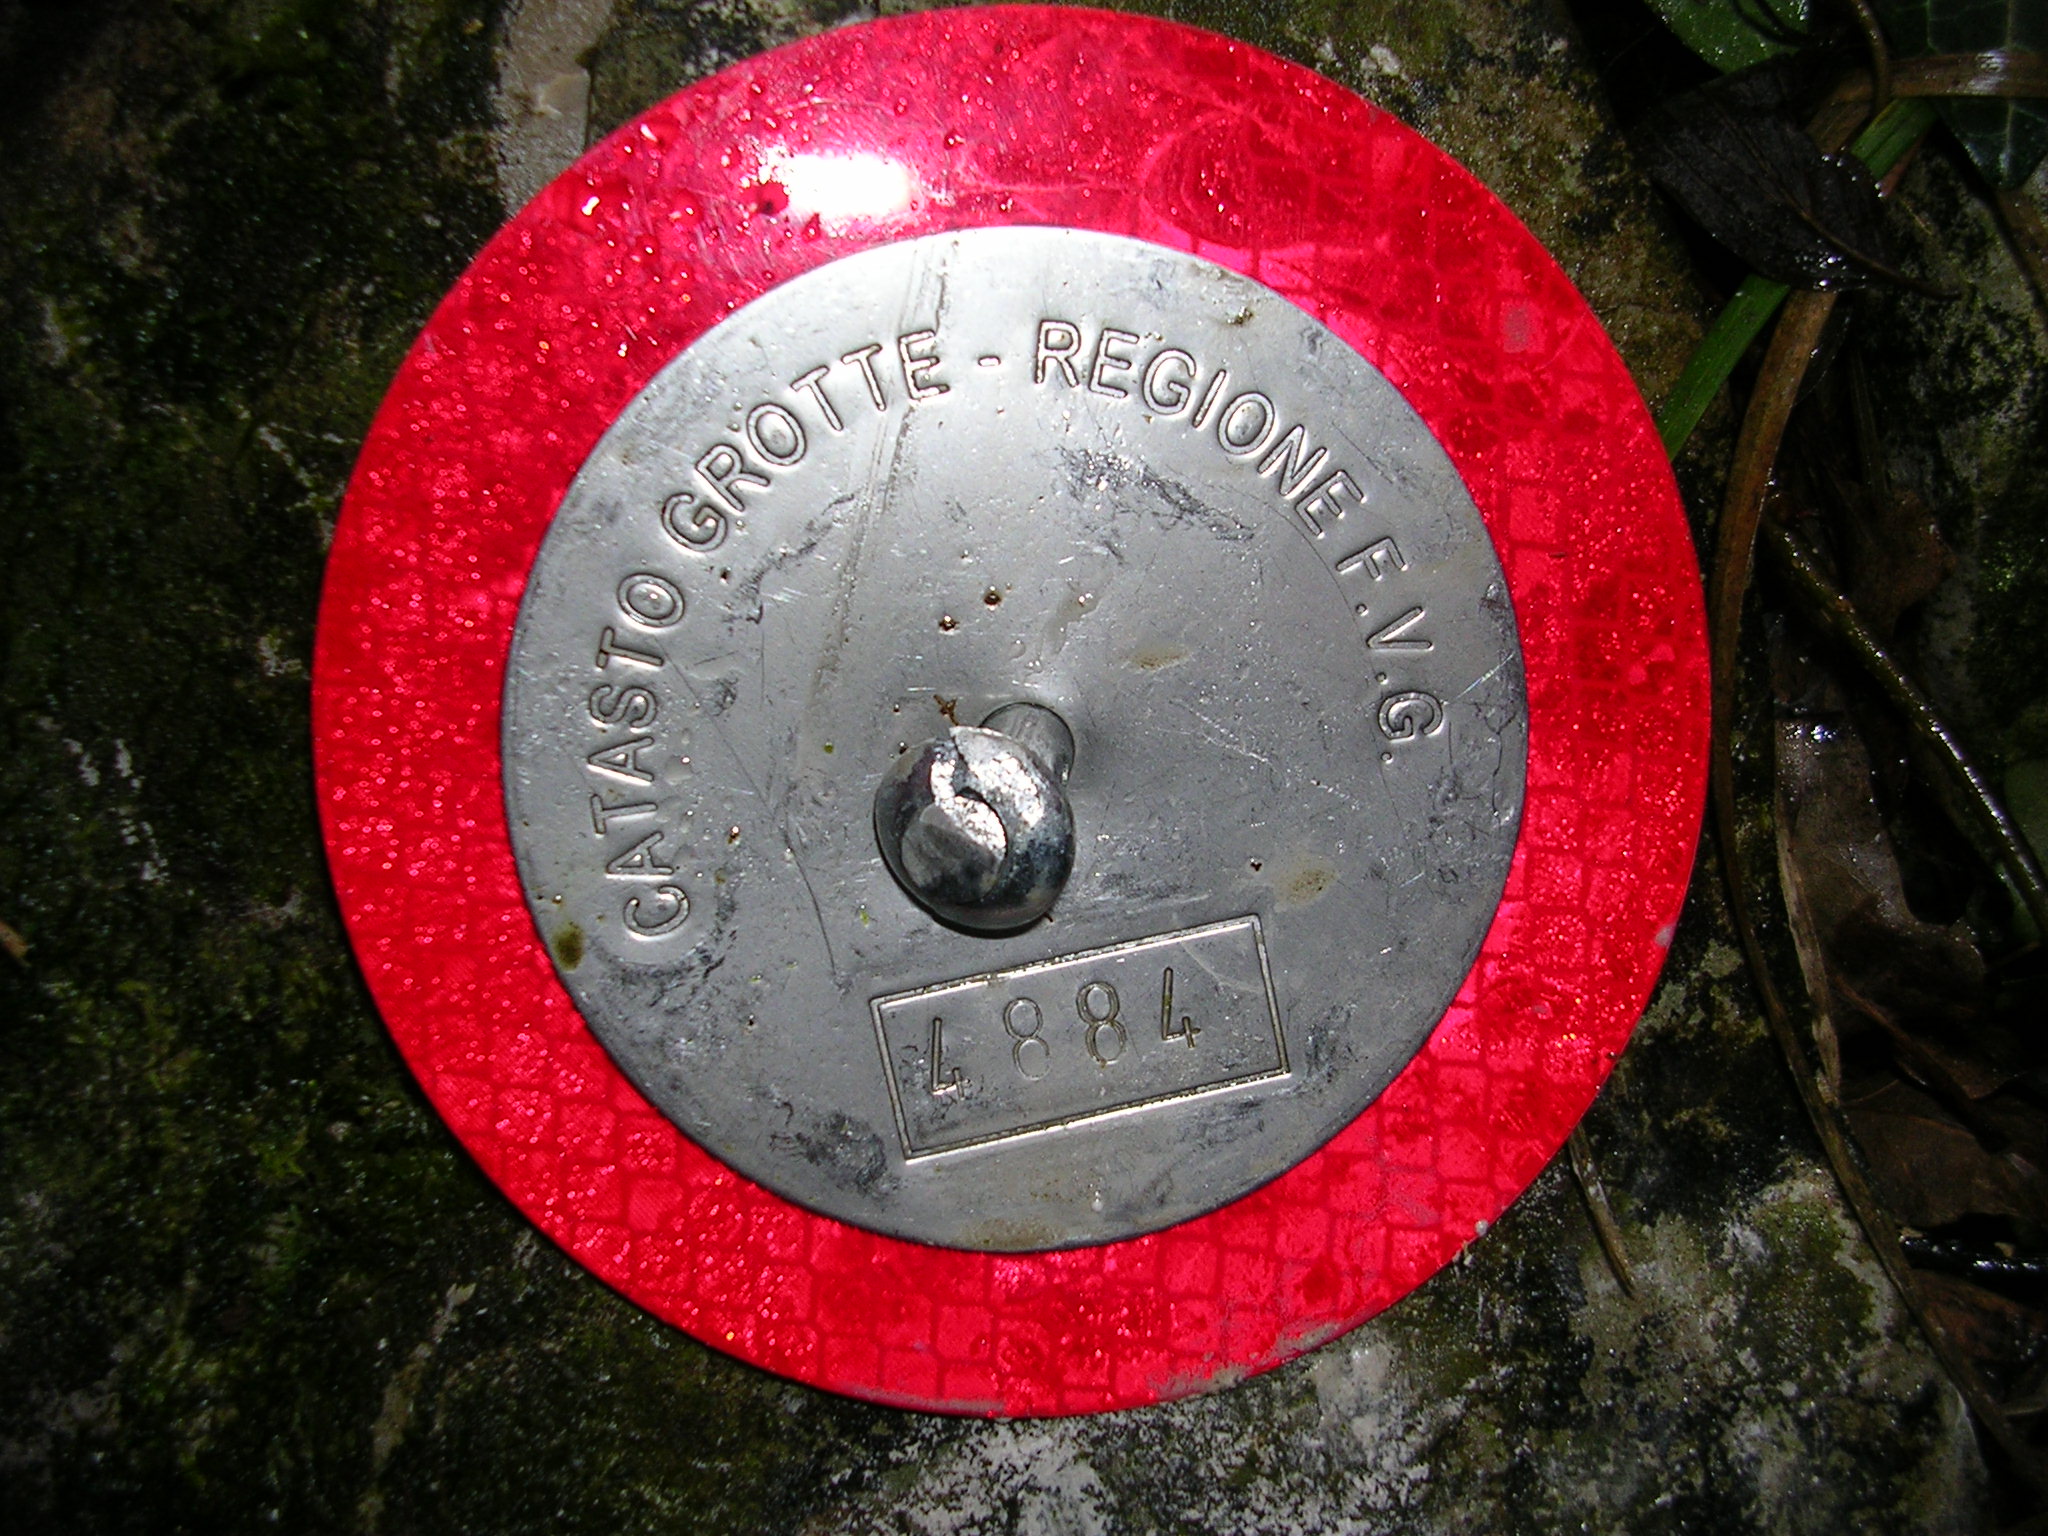 CATASTO GROTTE - REGIONE F.V.G.
4884